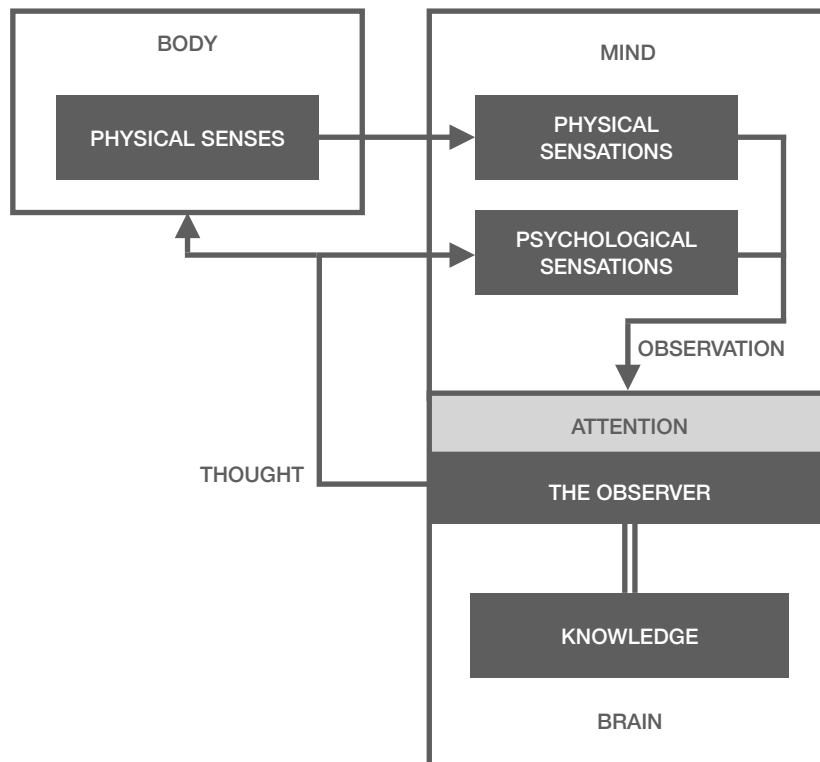 BODY
MIND
PHYSICAL SENSES
PHYSICAL
SENSATIONS
PSYCHOLOGICAL
SENSATIONS
OBSERVATION
ATTENTION
THOUGHT
THE OBSERVER
KNOWLEDGE
BRAIN